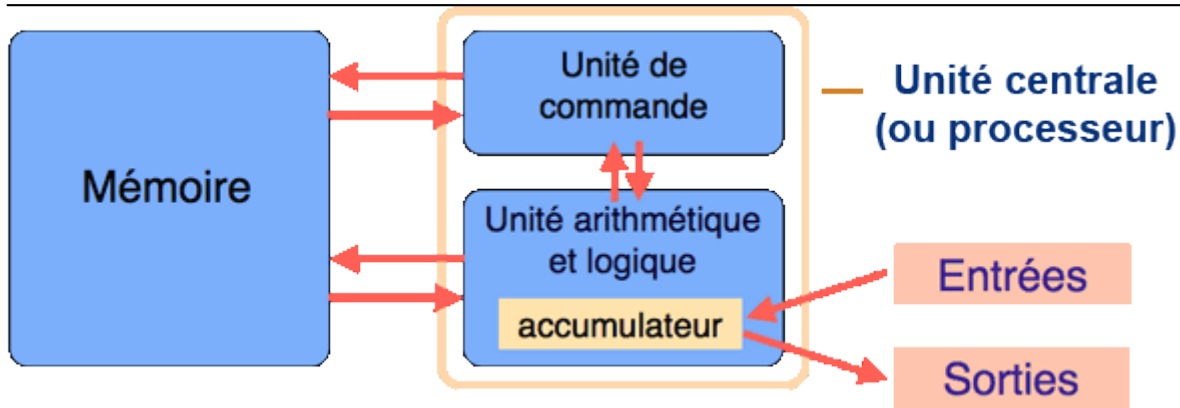 Mémoire
Unité de
commande
Unité arithmétique
et logique
accumulateur
Unité centrale
(ou processeur)
Entrées
Sorties